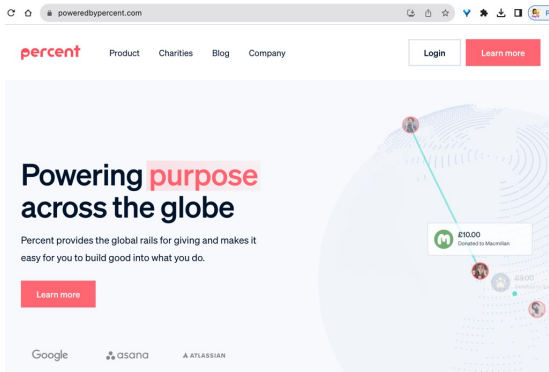 poweredbypercent.com
percent
Product Charities Blog Company
Login
Learn more
Powering purpose
across the globe
Percent provides the global rails for giving and makes it
easy for you to build good into what you do.
£10.00
Donated to Macmillan
Learn more
Google
asana
ATLASSIAN